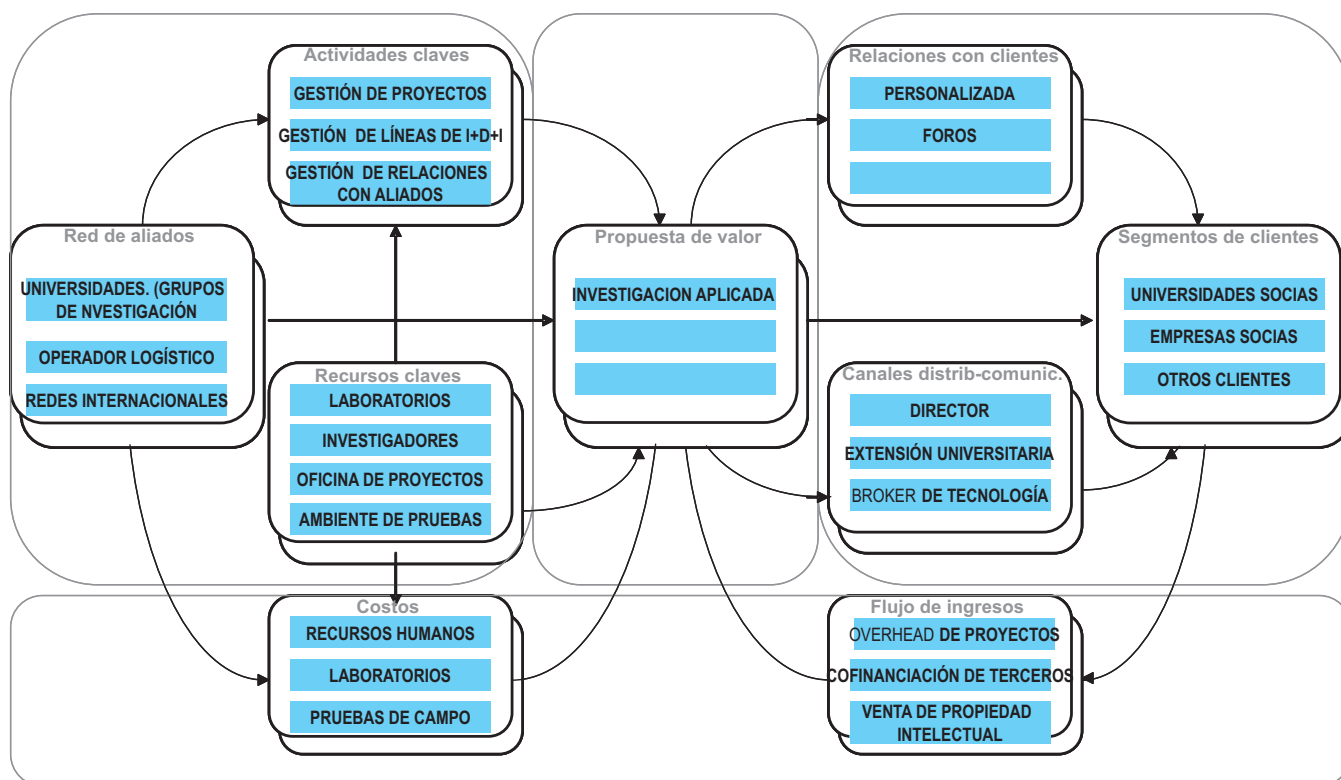 Actividades claves
GESTIÓN DE PROYECTOS
GESTIÓN DE LÍNEAS DE I+D+I
GESTIÓN DE RELACIONES
CON ALIADOS
Relaciones con clientes
PERSONALIZADA
FOROS
Red de aliados
UNIVERSIDADES. (GRUPOS
DE NVESTIGACIÓN
OPERADOR LOGÍSTICO
REDES INTERNACIONALES
Propuesta de valor
INVESTIGACION APLICADA
Segmentos de clientes
UNIVERSIDADES SOCIAS
EMPRESAS SOCIAS
OTROS CLIENTES
Recursos claves
LABORATORIOS
INVESTIGADORES
OFICINA DE PROYECTOS
AMBIENTE DE PRUEBAS
Canales distrib-comunic.
DIRECTOR
EXTENSIÓN UNIVERSITARIA
BROKER DE TECNOLOGÍA
Costos
RECURSOS HUMANOS
LABORATORIOS
PRUEBAS DE CAMPO
Flujo de ingresos
OVERHEAD DE PROYECTOS
COFINANCIACIÓN DE TERCEROS
VENTA DE PROPIEDAD
INTELECTUAL